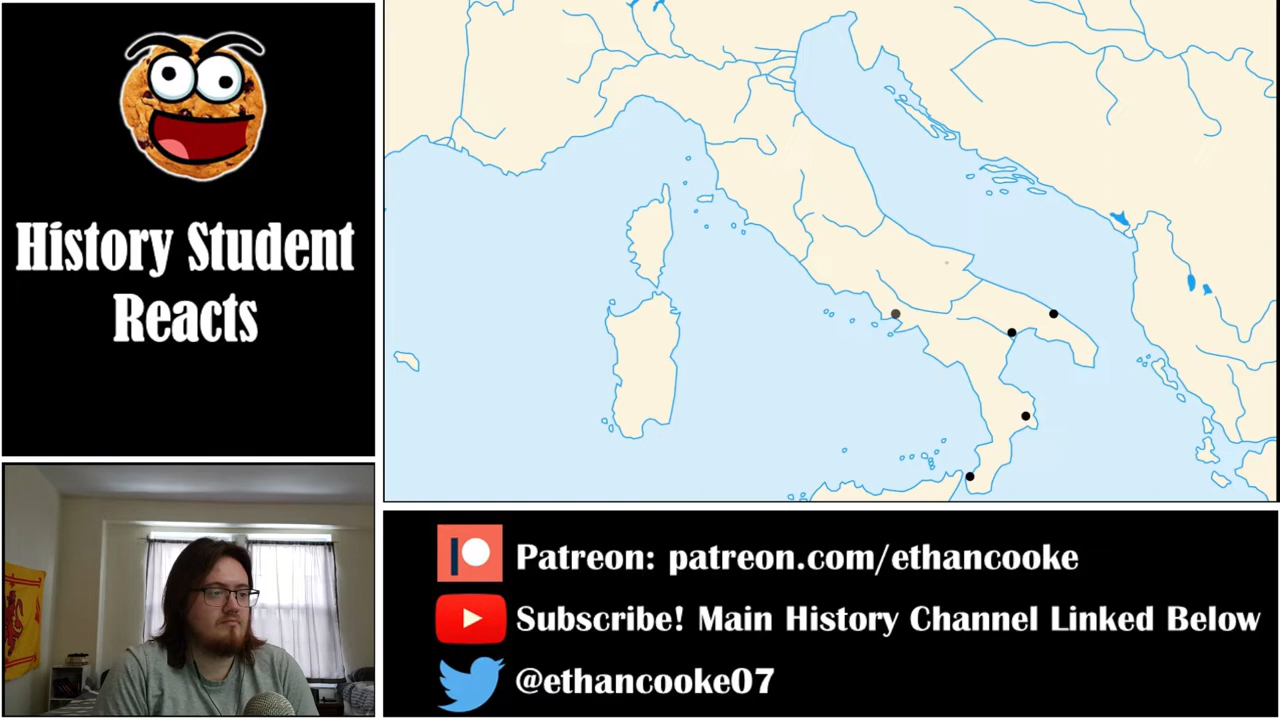 History Student
Reacts
Patreon: patreon.com/ethancooke
Subscribe! Main History Channel Linked Below
@ethancooke07